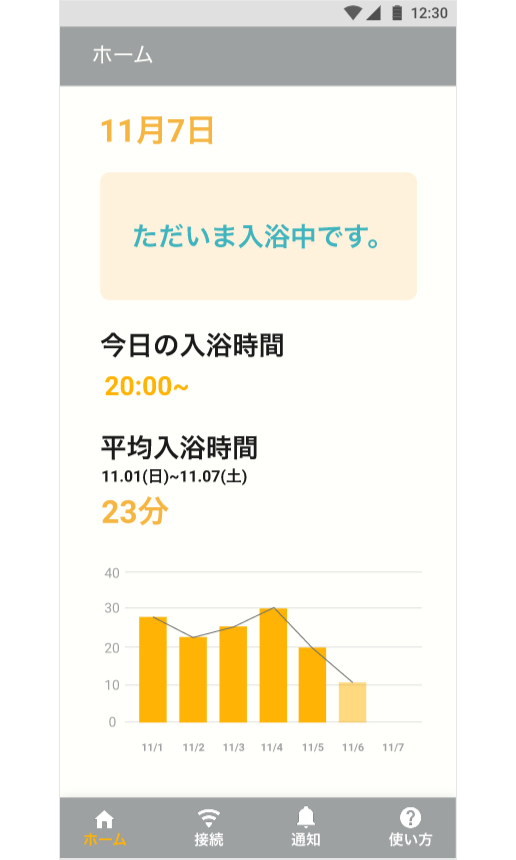 12:30
ホーム
11月7日
ただいま入浴中です。
今日の入浴時間
20:00~
平均入浴時間
11.01(日)~11.07(土)
23分
40
30
20
10
0
11/1 11/2 11/3 11/4 11/5 11/6 11/7
ホーム 接続 通知 使い方